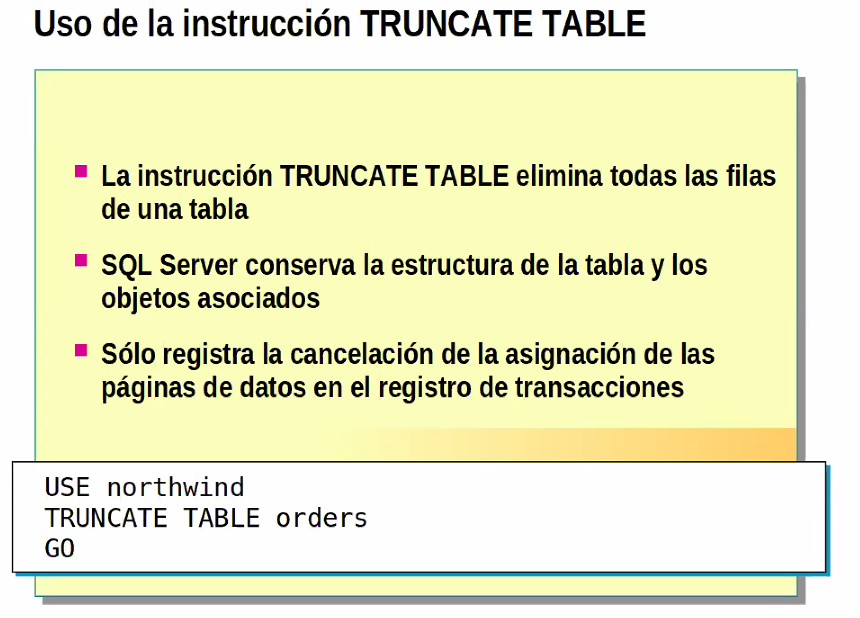 Uso de la instrucción TRUNCATE TABLE
La instrucción TRUNCATE TABLE elimina todas las filas
de una tabla
SQL Server conserva la estructura de la tabla y los
objetos asociados
Sólo registra la cancelación de la asignación de las
páginas de datos en el registro de transacciones
USE northwind
TRUNCATE TABLE orders
GO